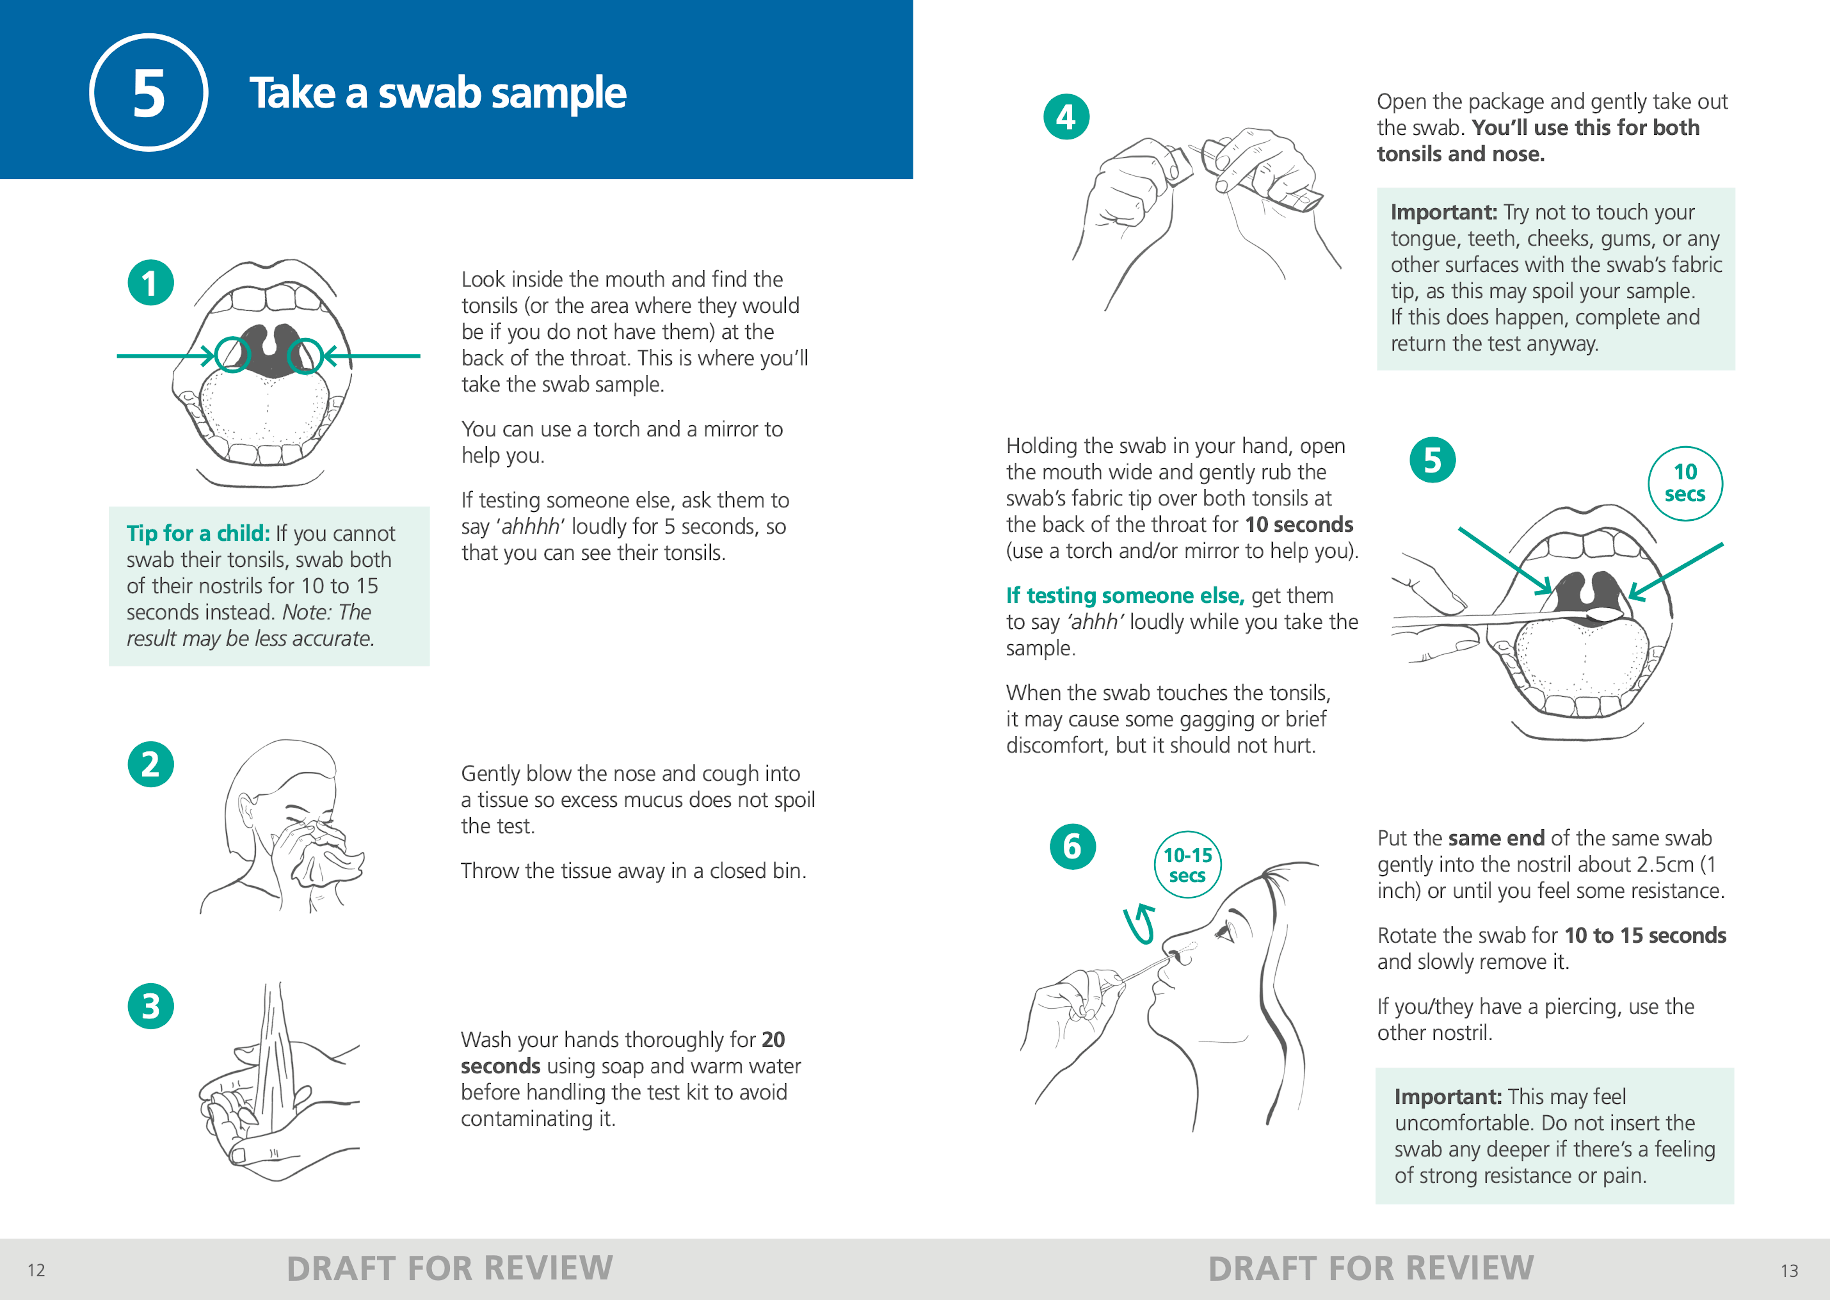 5
Take a swab sample
1
Look inside the mouth and find the
tonsils (or the area where they would
be if you do not have them) at the
back of the throat. This is where you’ll
take the swab sample.
You can use a torch and a mirror to
help you.
If testing someone else, ask them to
say ‘ahhhh’ loudly for 5 seconds, so
that you can see their tonsils.
Tip for a child: If you cannot
swab their tonsils, swab both
of their nostrils for 10 to 15
seconds instead. Note: The
result may be less accurate.
2
Gently blow the nose and cough into
a tissue so excess mucus does not spoil
the test.
Throw the tissue away in a closed bin.
3
Wash your hands thoroughly for 20
seconds using soap and warm water
before handling the test kit to avoid
contaminating it.
12
DRAFT FOR REVIEW
4
Open the package and gently take out
the swab. You’ll use this for both
tonsils and nose.
Important: Try not to touch your
tongue, teeth, cheeks, gums, or any
other surfaces with the swab’s fabric
tip, as this may spoil your sample.
If this does happen, complete and
return the test anyway.
Holding the swab in your hand, open
the mouth wide and gently rub the
swab’s fabric tip over both tonsils at
the back of the throat for 10 seconds
(use a torch and/or mirror to help you).
If testing someone else, get them
to say ‘ahhh’ loudly while you take the
sample.
When the swab touches the tonsils,
it may cause some gagging or brief
discomfort, but it should not hurt.
5
10
secs
6
10-15
secs
Put the same end of the same swab
gently into the nostril about 2.5cm (1
inch) or until you feel some resistance.
Rotate the swab for 10 to 15 seconds
and slowly remove it.
If you/they have a piercing, use the
other nostril.
Important: This may feel
uncomfortable. Do not insert the
swab any deeper if there’s a feeling
of strong resistance or pain.
DRAFT FOR REVIEW
13